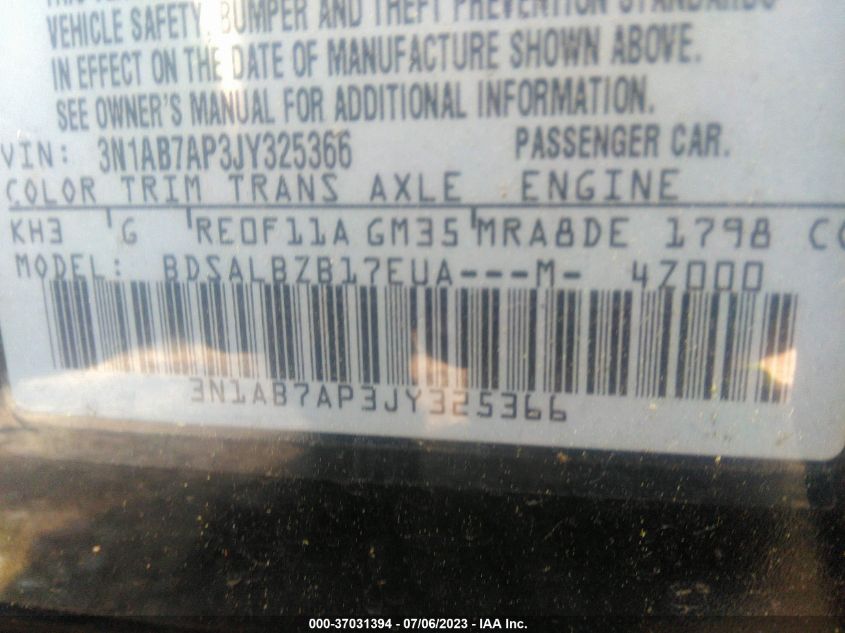 VEHICLE SAFETY, BUMPER AND THEFT PREVENTION STANDARDS
IN EFFECT ON THE DATE OF MANUFACTURE SHOWN ABOVE.
SEE OWNER'S MANUAL FOR ADDITIONAL INFORMATION.
VIN: 3N1AB7AP3JY325366 PASSENGER CAR.
COLOR TRIM TRANS AXLE ENGINE
KH3 G RE0F11A GM35 MRA8DE 1798 CC
MODEL: BDSALBZB17EUA---M- 4Z000
3N1AB7AP3JY325366
000-37031394 - 07/06/2023 - IAA Inc.